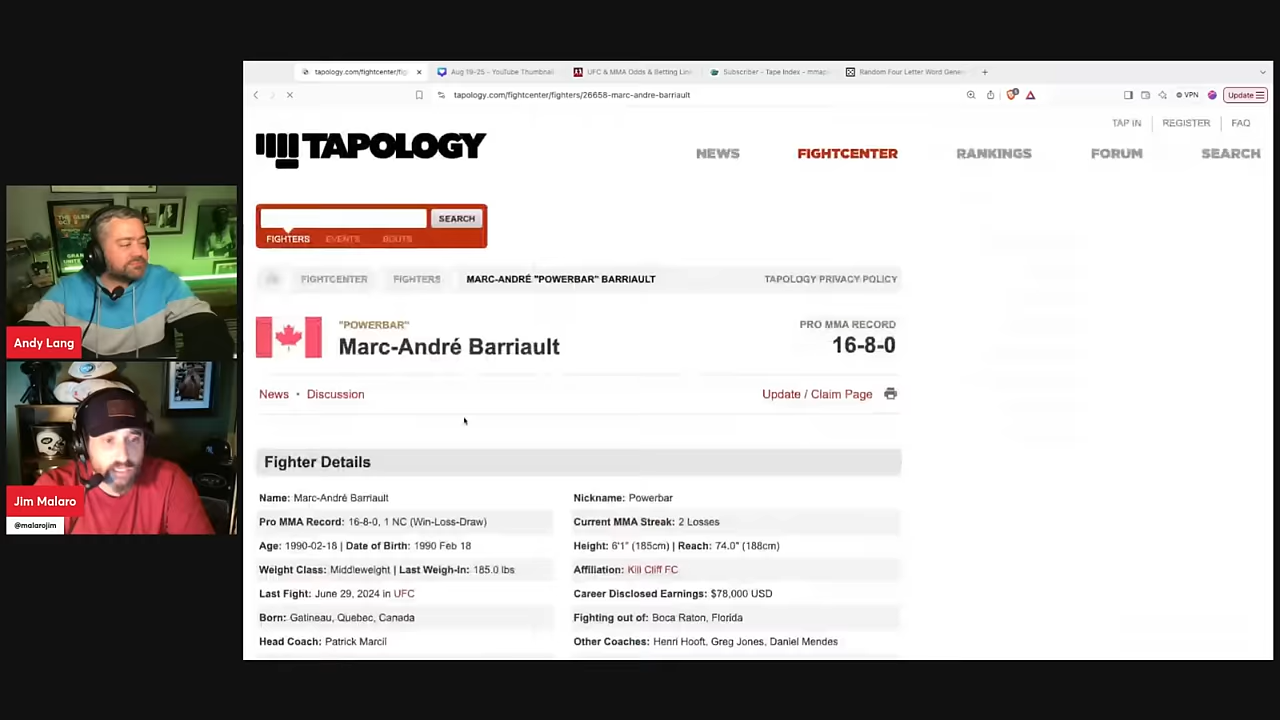 tapology.com/fightcenter/fig
Aug 19-25 - YouTube Thumbnail
UFC & MMA Odds & Betting Line
Subscriber - Tape Index - mmap
Random Four Letter Word Gene
tapology.com/fightcenter/fighters/26658-marc-andre-barriault
VPN
Update
TAP IN
REGISTER
FAQ
TAPOLOGY
NEWS
FIGHTCENTER
RANKINGS
FORUM
SEARCH
SEARCH
FIGHTERS
EVENTS
BOUTS
FIGHTCENTER
FIGHTERS
MARC-ANDRÉ "POWERBAR" BARRIAULT
TAPOLOGY PRIVACY POLICY
"POWERBAR"
Marc-André Barriault
PRO MMA RECORD
16-8-0
News • Discussion
Update / Claim Page
Fighter Details
Name: Marc-André Barriault
Nickname: Powerbar
Pro MMA Record: 16-8-0, 1 NC (Win-Loss-Draw)
Current MMA Streak: 2 Losses
Age: 1990-02-18 | Date of Birth: 1990 Feb 18
Height: 6'1" (185cm) | Reach: 74.0" (188cm)
Weight Class: Middleweight | Last Weigh-In: 185.0 lbs
Affiliation: Kill Cliff FC
Last Fight: June 29, 2024 in UFC
Career Disclosed Earnings: $78,000 USD
Born: Gatineau, Quebec, Canada
Fighting out of: Boca Raton, Florida
Head Coach: Patrick Marcil
Other Coaches: Henri Hooft, Greg Jones, Daniel Mendes
Andy Lang
Jim Malaro
@malarojim